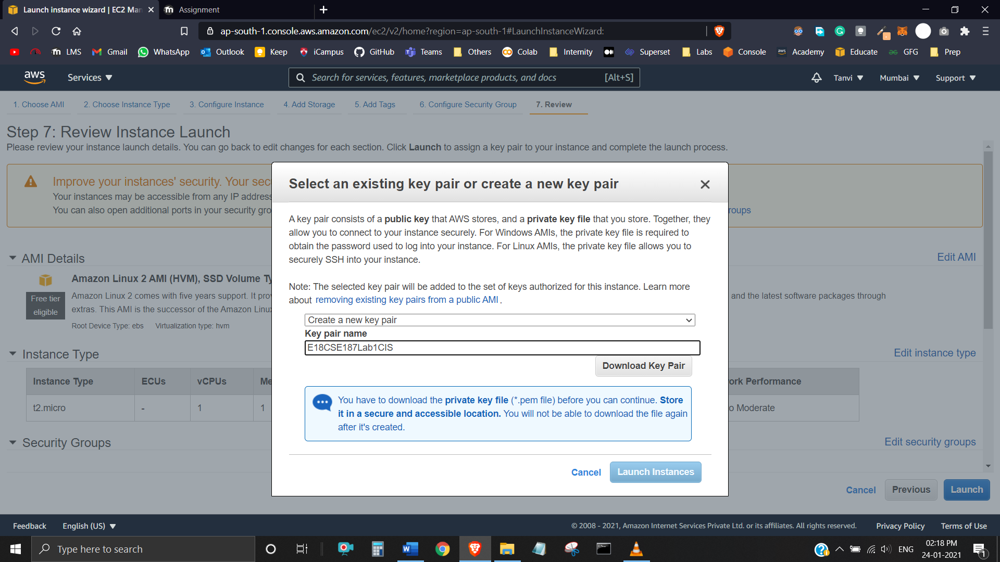 Launch instance wizard | EC2 Man
Assignment
ap-south-1.console.aws.amazon.com/ec2/v2/home?region=ap-south-1#LaunchInstanceWizard:
LMS Gmail WhatsApp Outlook Keep iCampus GitHub Teams Others Colab Internity Superset Labs Console Academy Educate GFG Prep
aws Services Search for services, features, marketplace products, and docs [Alt+S] Tanvi Mumbai Support
1. Choose AMI 2. Choose Instance Type 3. Configure Instance 4. Add Storage 5. Add Tags 6. Configure Security Group 7. Review
Step 7: Review Instance Launch
Please review your instance launch details. You can go back to edit changes for each section. Click Launch to assign a key pair to your instance and complete the launch process.
Improve your instances' security. Your sec
Your instances may be accessible from any IP address
You can also open additional ports in your security gro
roups
AMI Details
Edit AMI
Amazon Linux 2 AMI (HVM), SSD Volume Ty
Free tier
eligible
Amazon Linux 2 comes with five years support. It pro
and the latest software packages through
extras. This AMI is the successor of the Amazon Linu
Root Device Type: ebs Virtualization type: hvm
Instance Type
Edit instance type
Instance Type ECUs vCPUs Me
ork Performance
t2.micro - 1 1
o Moderate
Security Groups
Edit security groups
Select an existing key pair or create a new key pair
A key pair consists of a public key that AWS stores, and a private key file that you store. Together, they
allow you to connect to your instance securely. For Windows AMIs, the private key file is required to
obtain the password used to log into your instance. For Linux AMIs, the private key file allows you to
securely SSH into your instance.
Note: The selected key pair will be added to the set of keys authorized for this instance. Learn more
about removing existing key pairs from a public AMI .
Create a new key pair
Key pair name
E18CSE187Lab1CIS
Download Key Pair
You have to download the private key file (*.pem file) before you can continue. Store
it in a secure and accessible location. You will not be able to download the file again
after it's created.
Cancel Launch Instances
Cancel Previous Launch
Feedback English (US) © 2008 - 2021, Amazon Internet Services Private Ltd. or its affiliates. All rights reserved. Privacy Policy Terms of Use
Type here to search
ENG
02:18 PM
24-01-2021
1